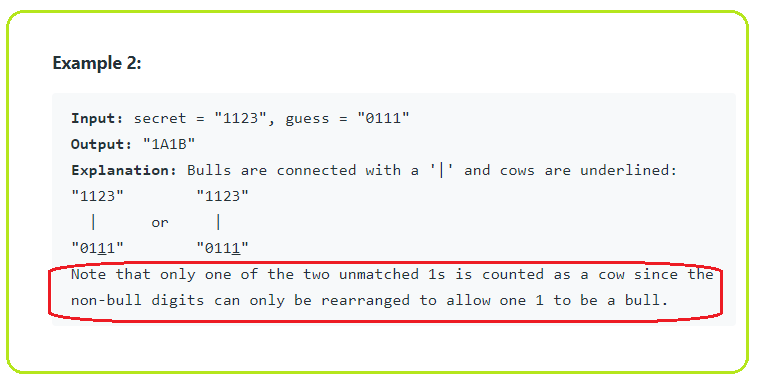 Example 2:
Input: secret = "1123", guess = "0111"
Output: "1A1B"
Explanation: Bulls are connected with a '|' and cows are underlined:
"1123"        "1123"
  |      or     |
"0111"        "0111"
Note that only one of the two unmatched 1s is counted as a cow since the
non-bull digits can only be rearranged to allow one 1 to be a bull.